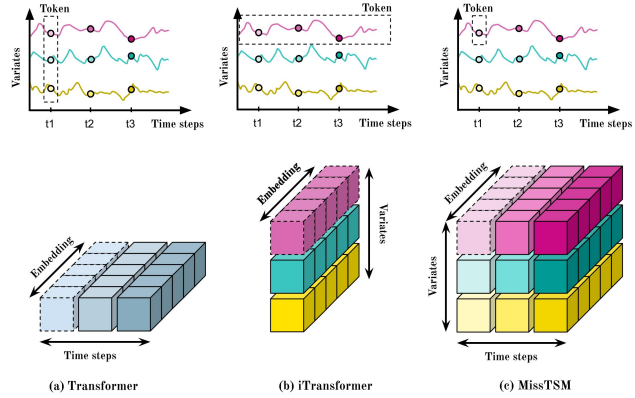 Token
Variates
t1 t2 t3 Time steps
Token
Variates
t1 t2 t3 Time steps
Token
Variates
t1 t2 t3 Time steps
Embedding
Time steps
Embedding
Variates
Embedding
Variates
Time steps
(a) Transformer
(b) iTransformer
(c) MissTSM